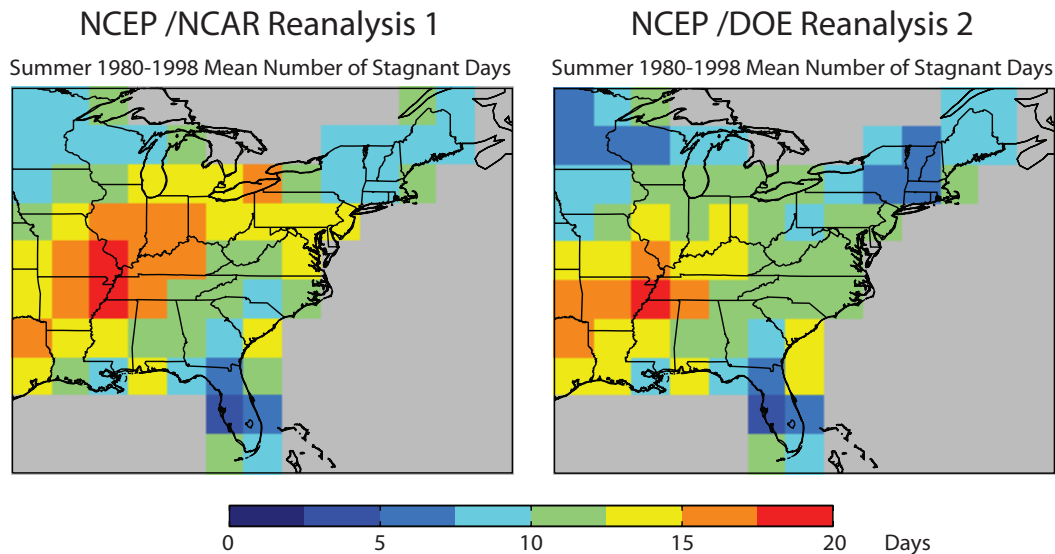 NCEP /NCAR Reanalysis 1
Summer 1980-1998 Mean Number of Stagnant Days
NCEP /DOE Reanalysis 2
Summer 1980-1998 Mean Number of Stagnant Days
0 5 10 15 20 Days